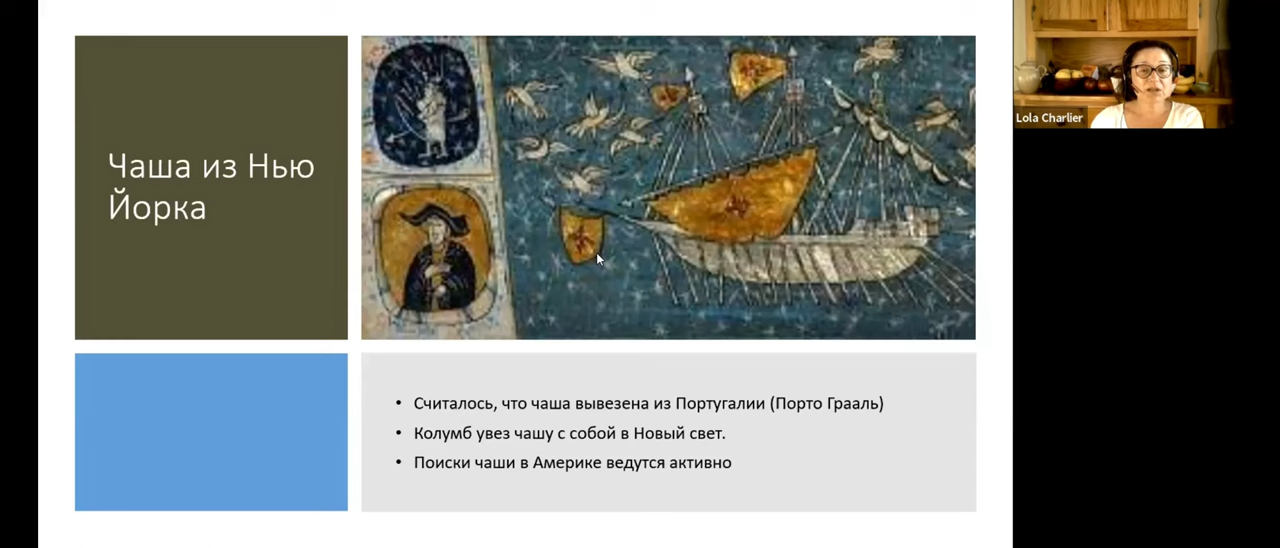 Чаша из Нью
Йорка
Lola Charlier
• Считалось, что чаша вывезена из Португалии (Порто Грааль)
• Колумб увез чашу с собой в Новый свет.
• Поиски чаши в Америке ведутся активно